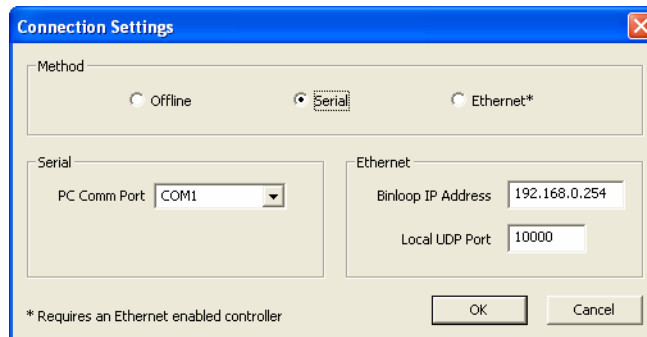 Connection Settings
Method
Offline
Serial
Ethernet*
Serial
PC Comm Port COM1
Ethernet
Binloop IP Address 192.168.0.254
Local UDP Port 10000
* Requires an Ethernet enabled controller
OK
Cancel